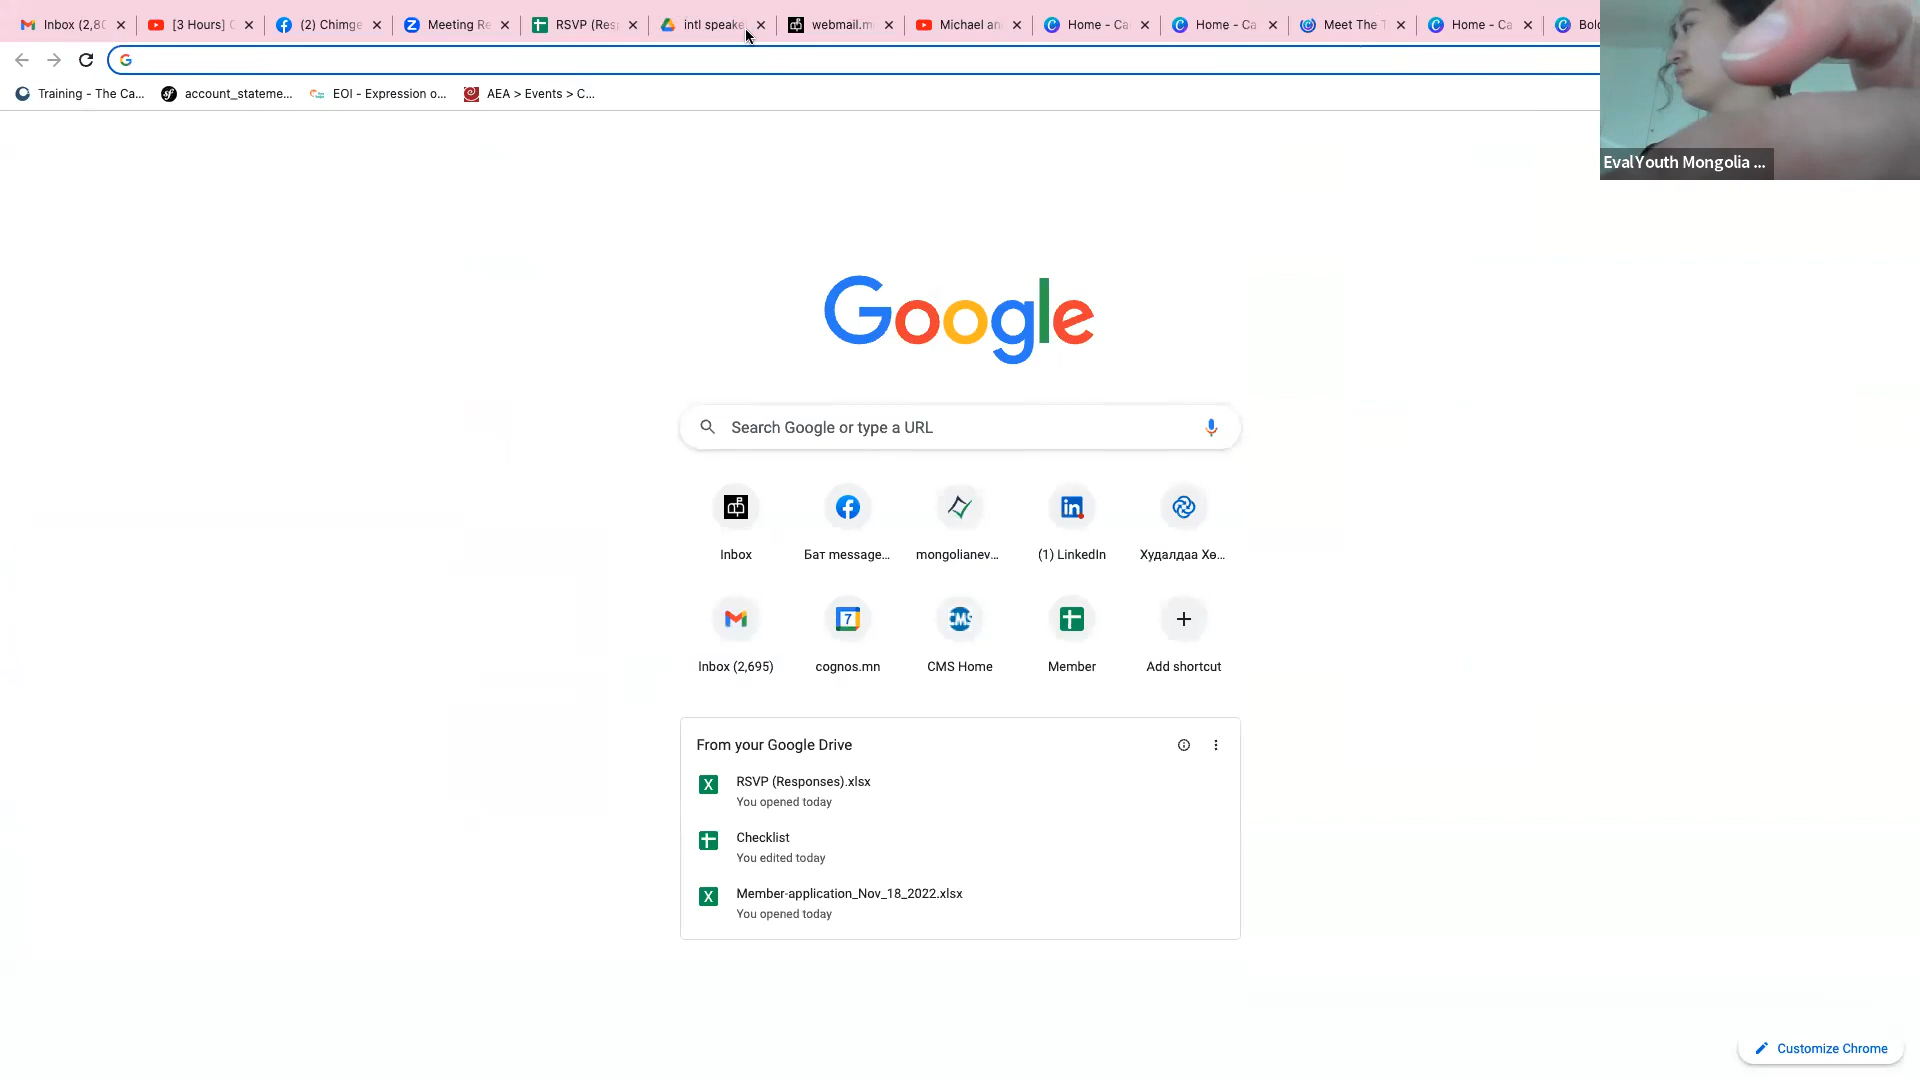 Inbox (2,80
[3 Hours] C
(2) Chimge
Meeting Re
RSVP (Res
intl speake
webmail.m
Michael an
Home - Ca
Home - Ca
Meet The T
Home - Ca
Bol
Training - The Ca...
account_stateme...
EOI - Expression o...
AEA > Events > C...
EvalYouth Mongolia ...
Google
Search Google or type a URL
Inbox
Бат message...
mongolianev...
(1) LinkedIn
Худалдаа Хө...
7
CMS
Inbox (2,695)
cognos.mn
CMS Home
Member
Add shortcut
From your Google Drive
RSVP (Responses).xlsx
You opened today
Checklist
You edited today
Member-application_Nov_18_2022.xlsx
You opened today
Customize Chrome